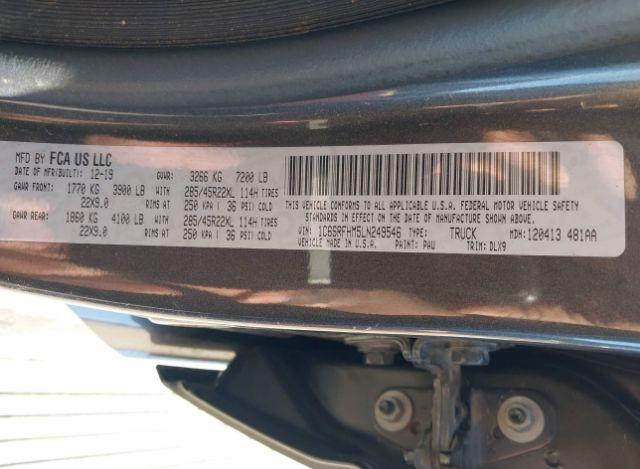 MFD BY FCA US LLC
DATE OF MFR(BUILT): 12-19 GVWR: 3266 KG 7200 LB
GAWR FRONT: 1770 KG 3900 LB WITH 285/45R22XL 114H TIRES
22X9.0 RIMS AT 250 KPA ( 36 PSI) COLD
GAWR REAR: 1860 KG 4100 LB WITH 285/45R22XL 114H TIRES
22X9.0 RIMS AT 250 KPA ( 36 PSI) COLD
THIS VEHICLE CONFORMS TO ALL APPLICABLE U.S.A. FEDERAL MOTOR VEHICLE SAFETY
STANDARDS IN EFFECT ON THE DATE OF MANUFACTURE SHOWN ABOVE.
VIN: 1C6SRFHM5LN249546 TYPE: TRUCK MDH: 120413 481AA
VEHICLE MADE IN U.S.A. PAINT: PAU TRIM: DLX9